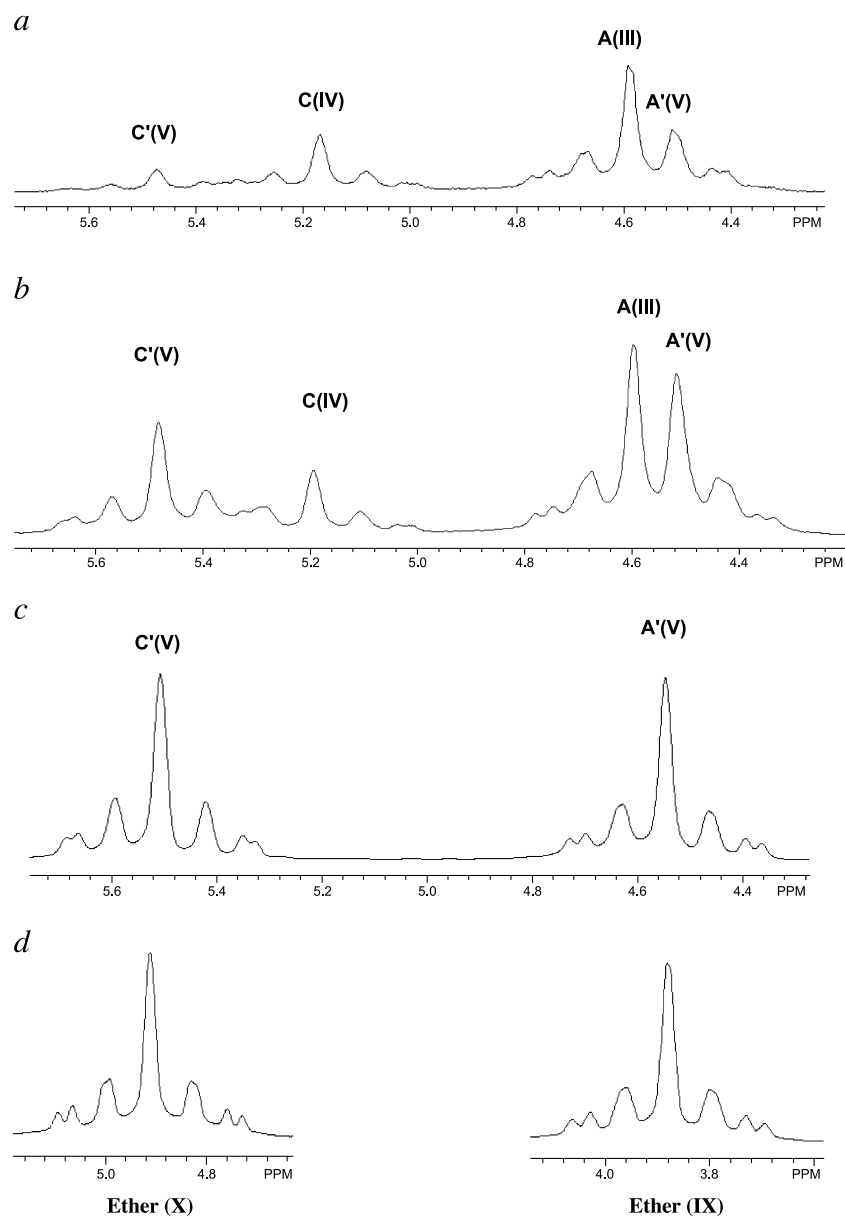 a
A(III)
C(IV)
A'(V)
C'(V)
5.6 5.4 5.2 5.0 4.8 4.6 4.4 PPM
b
A(III)
A'(V)
C'(V)
C(IV)
5.6 5.4 5.2 5.0 4.8 4.6 4.4 PPM
c
C'(V) A'(V)
5.6 5.4 5.2 5.0 4.8 4.6 4.4 PPM
d
5.0 4.8 PPM 4.0 3.8 PPM
Ether (X) Ether (IX)